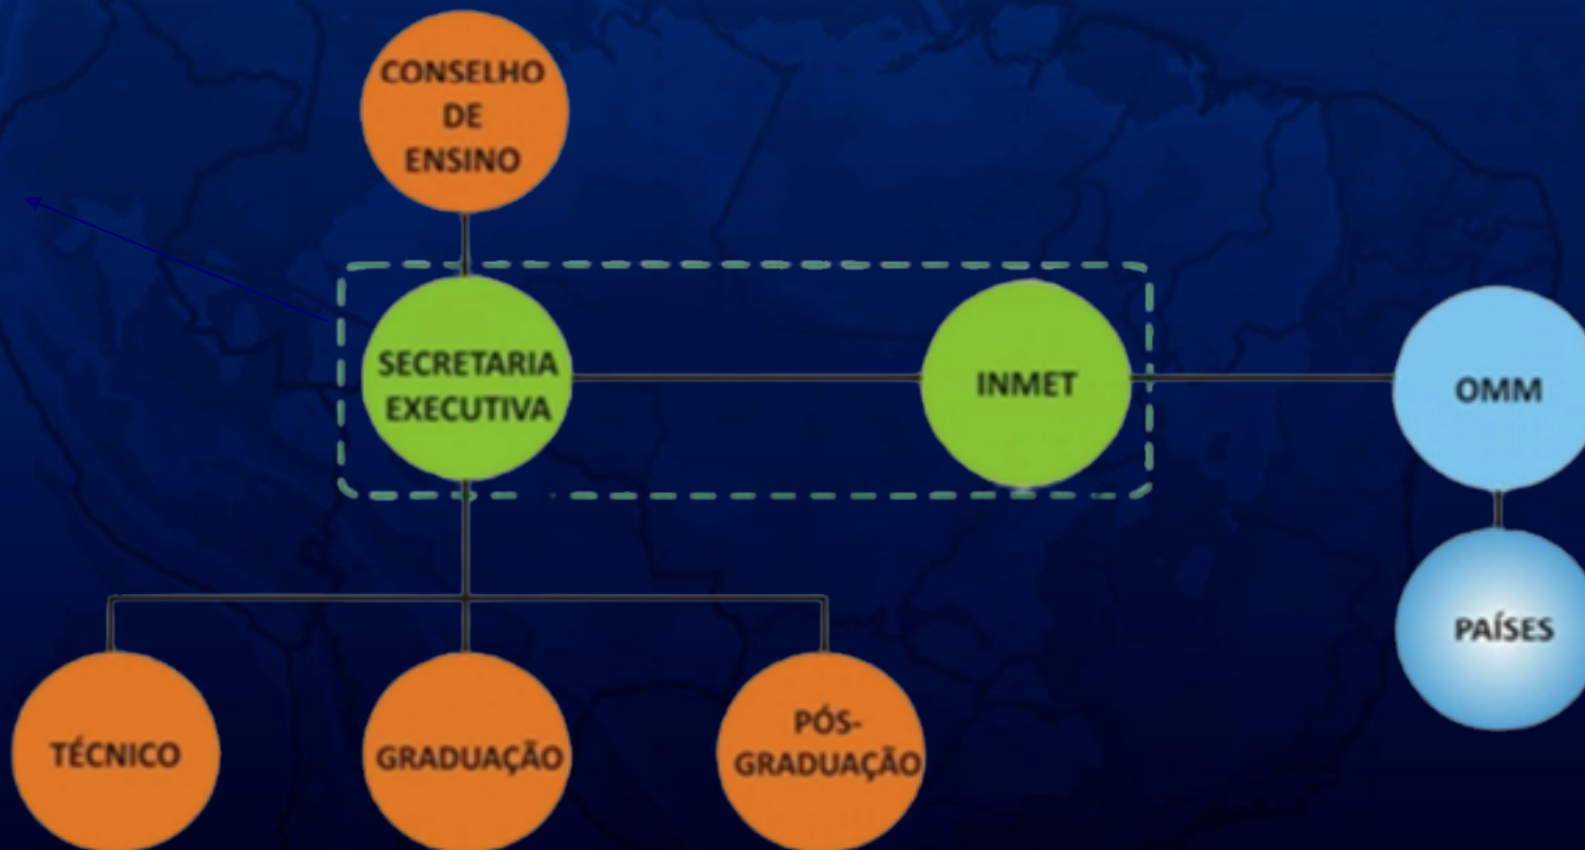 CONSELHO
DE
ENSINO
SECRETARIA
EXECUTIVA
INMET
OMM
PAÍSES
TÉCNICO
GRADUAÇÃO
PÓS-
GRADUAÇÃO